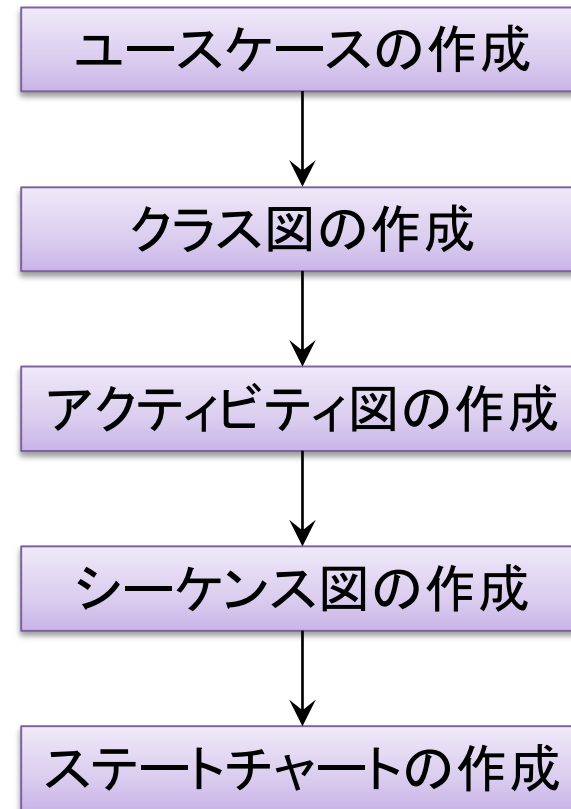 ユースケースの作成
クラス図の作成
アクティビティ図の作成
シーケンス図の作成
ステートチャートの作成